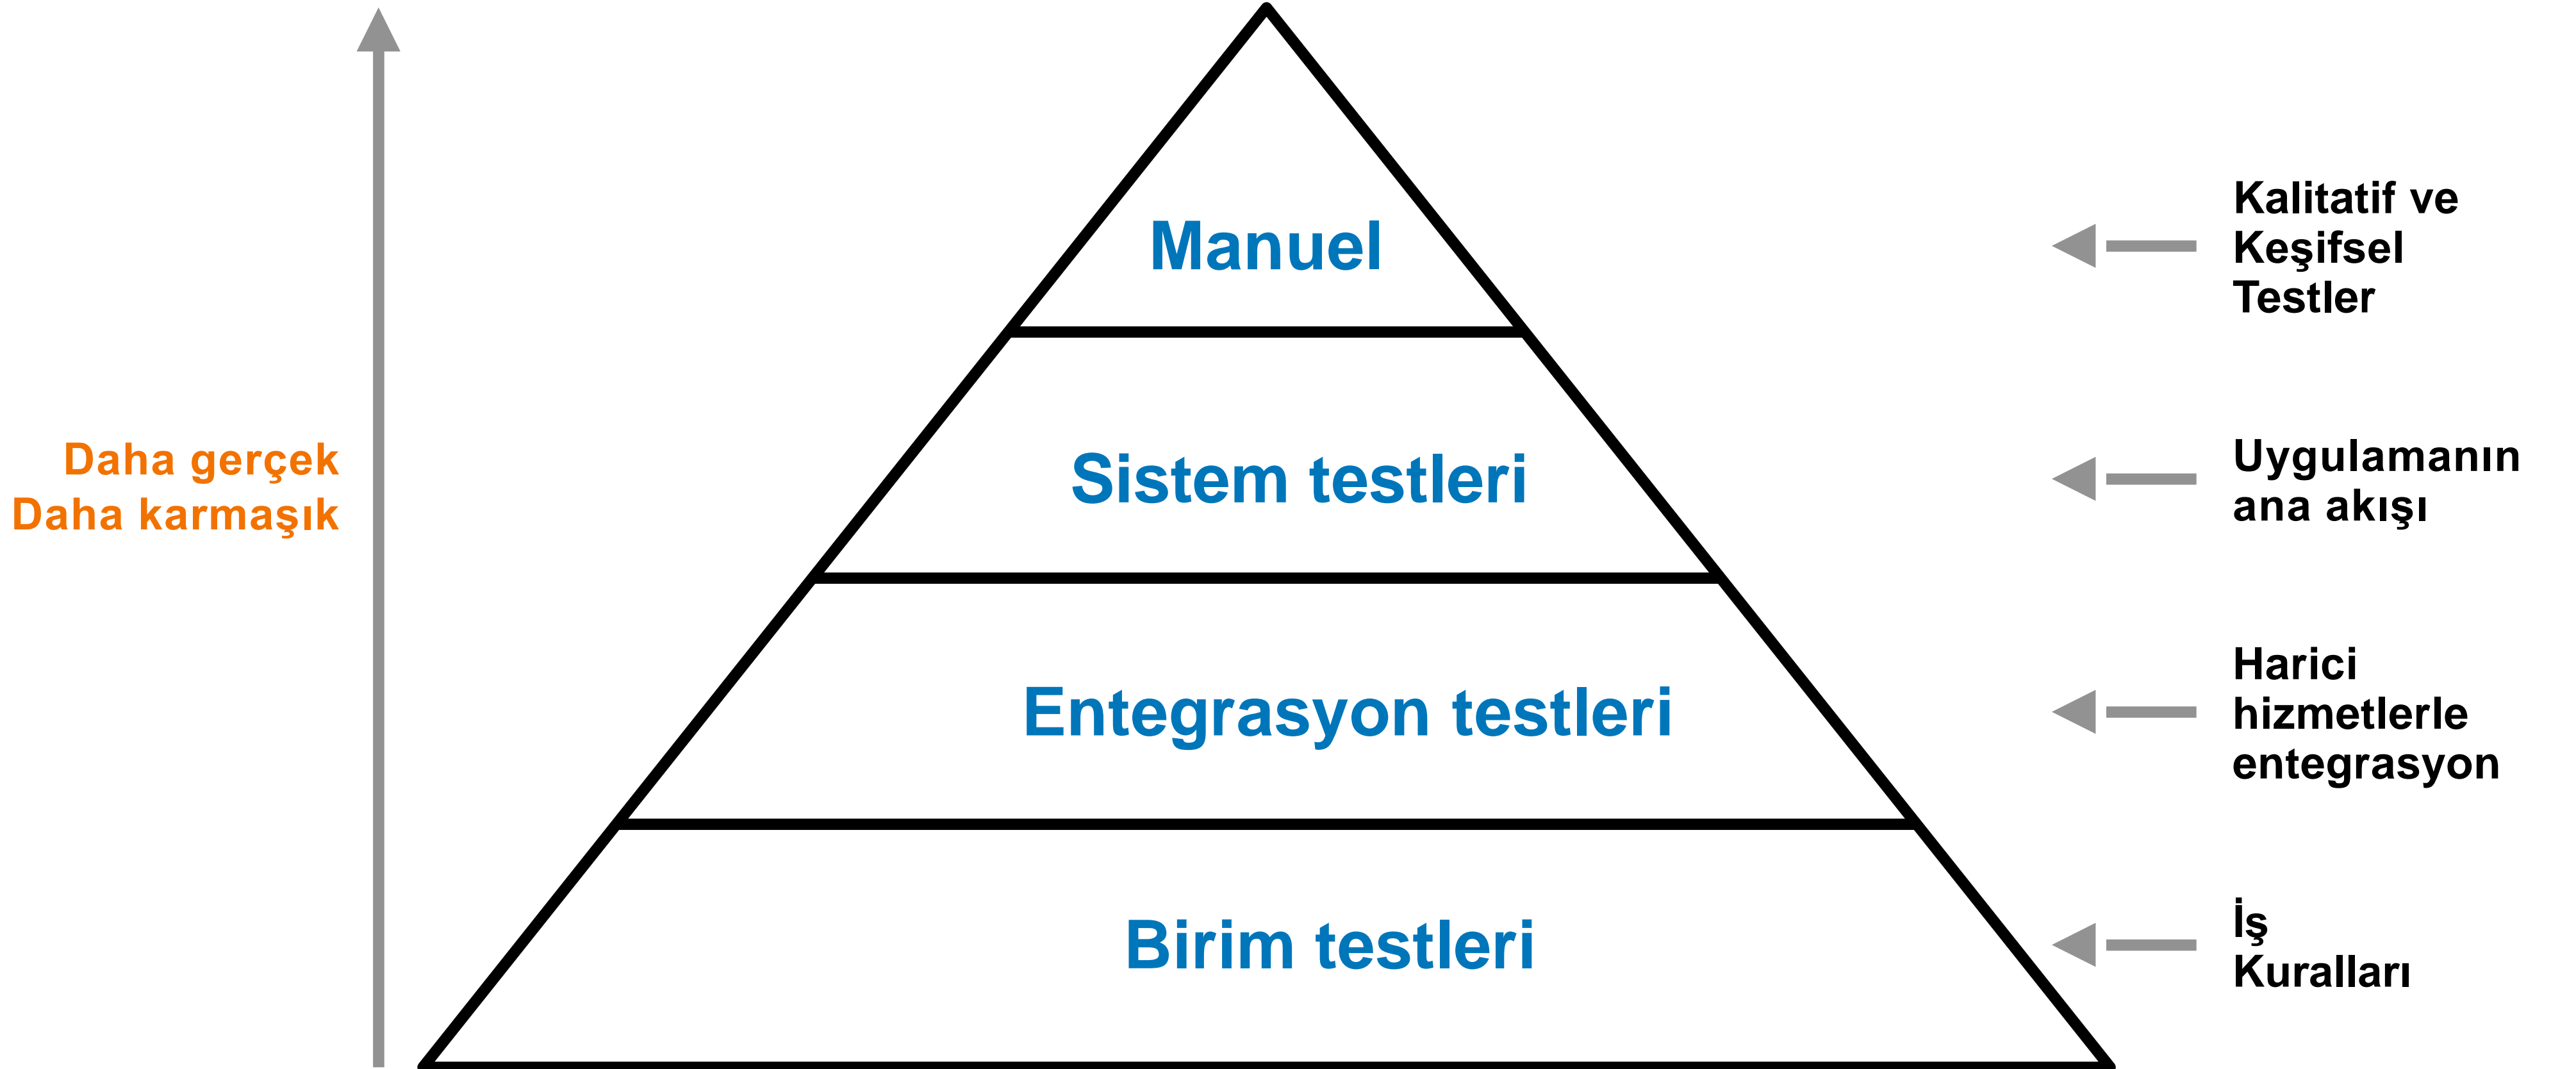 Manuel
Kalitatif ve
Keşifsel
Testler
Daha gerçek
Daha karmaşık
Sistem testleri
Uygulamanın
ana akışı
Entegrasyon testleri
Harici
hizmetlerle
entegrasyon
Birim testleri
İş
Kuralları